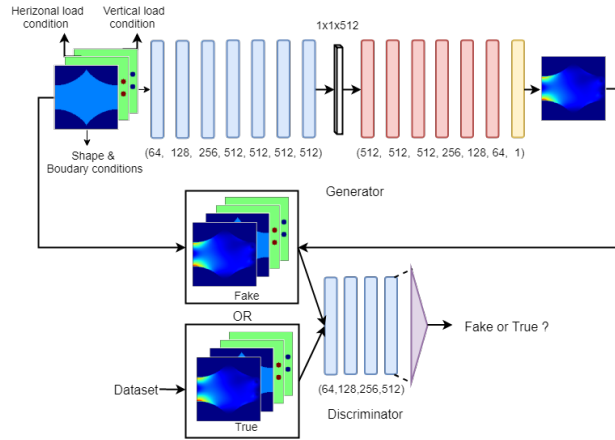 Herizonal load
condition
Vertical load
condition
1x1x512
Shape &
Boudary conditions
(64, 128, 256, 512, 512, 512, 512)
(512, 512, 512, 256, 128, 64, 1)
Generator
Fake
OR
Dataset
True
(64,128,256,512)
Discriminator
Fake or True ?